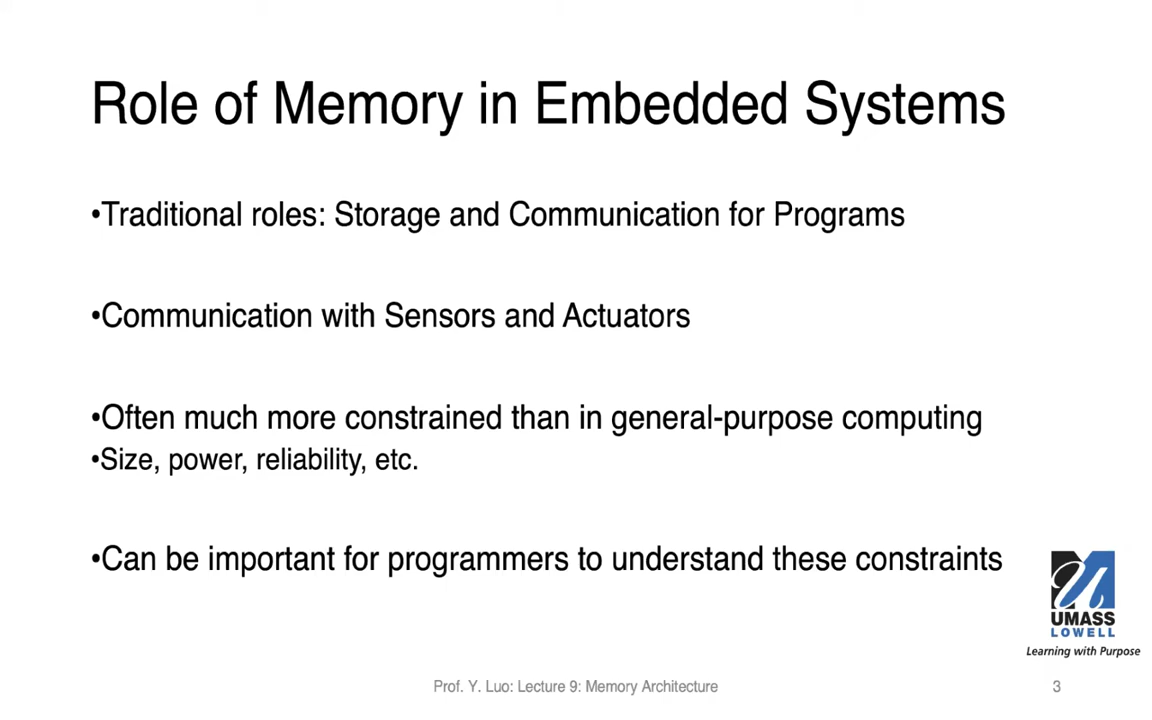 Role of Memory in Embedded Systems
•Traditional roles: Storage and Communication for Programs
•Communication with Sensors and Actuators
•Often much more constrained than in general-purpose computing
•Size, power, reliability, etc.
•Can be important for programmers to understand these constraints
UMASS
LOWELL
Learning with Purpose
Prof. Y. Luo: Lecture 9: Memory Architecture
3